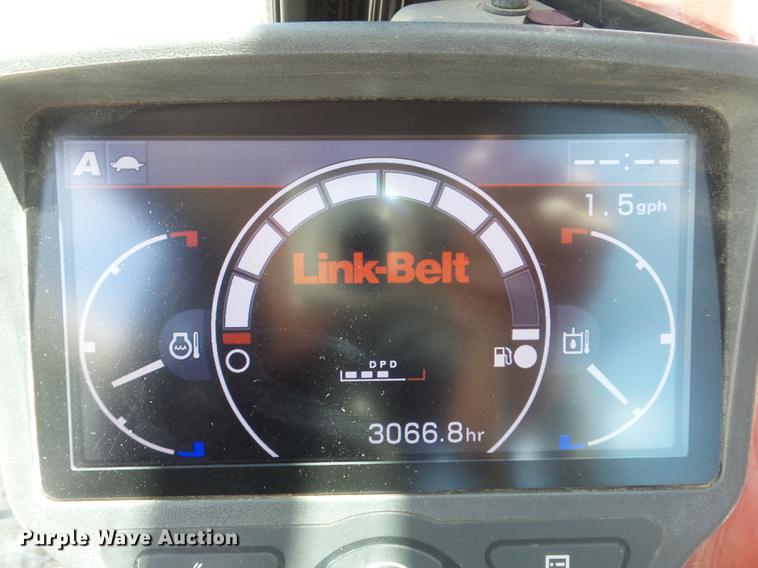 A
--:--
1.5gph
Link-Belt
DPD
3066.8hr
Purple Wave Auction